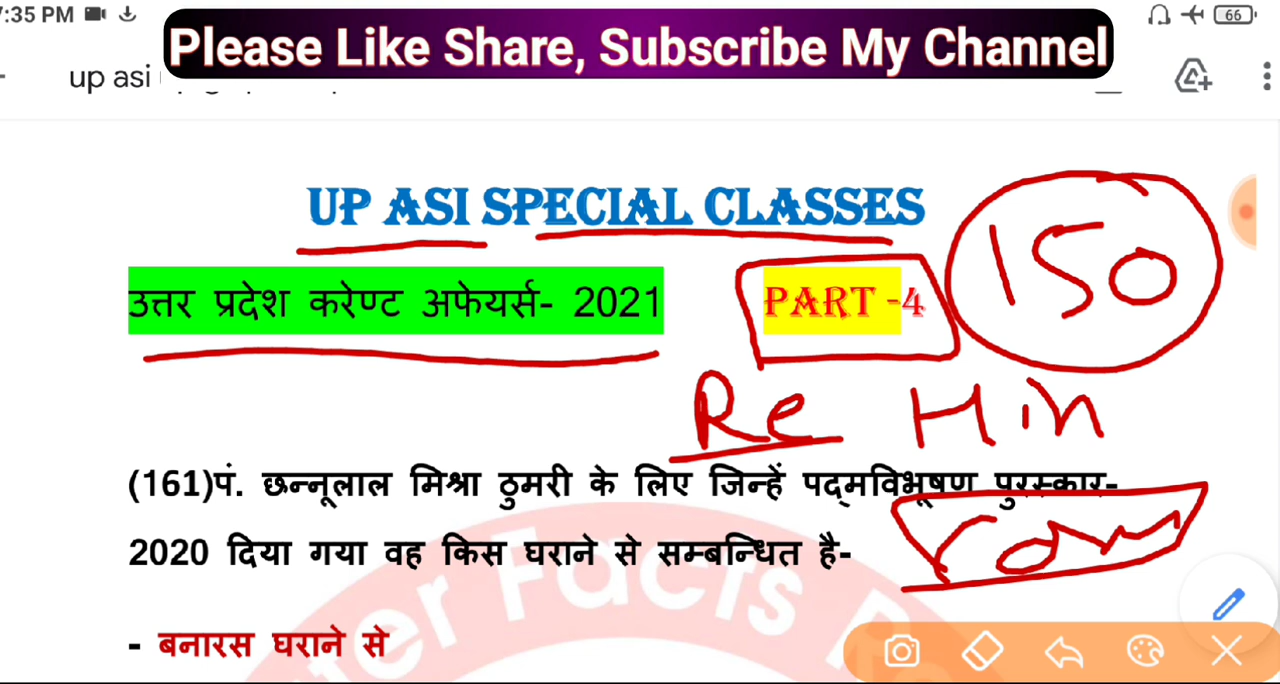 :35 PM 66
Please Like Share, Subscribe My Channel
up asi
UP ASI SPECIAL CLASSES
150
उत्तर प्रदेश करेण्ट अफेयर्स- 2021 PART -4
Re Hin
(161)पं. छन्नूलाल मिश्रा ठुमरी के लिए जिन्हें पद्मविभूषण पुरस्कार-
2020 दिया गया वह किस घराने से सम्बन्धित है-
- बनारस घराने से